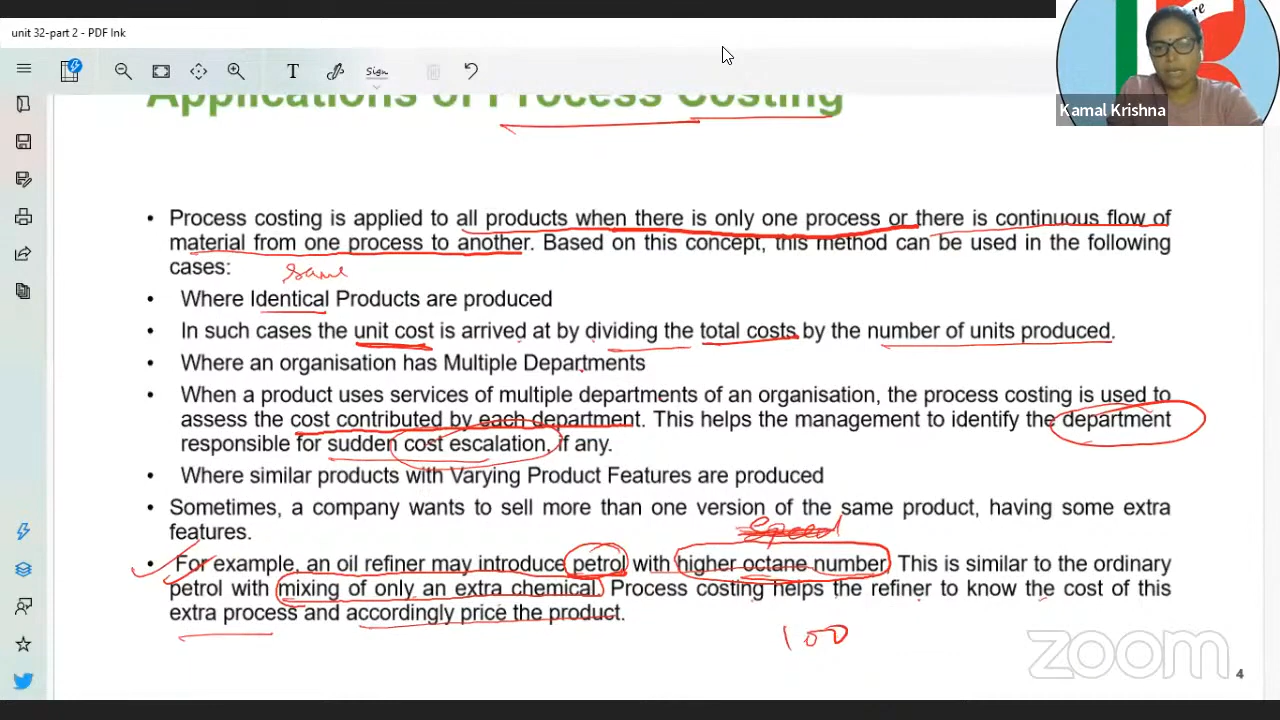 unit 32-part 2 - PDF Ink
T
Sign
re
Kamal Krishna
Applications of Process Costing
• Process costing is applied to all products when there is only one process or there is continuous flow of
material from one process to another. Based on this concept, this method can be used in the following
cases:
same
• Where Identical Products are produced
• In such cases the unit cost is arrived at by dividing the total costs by the number of units produced.
• Where an organisation has Multiple Departments
• When a product uses services of multiple departments of an organisation, the process costing is used to
assess the cost contributed by each department. This helps the management to identify the department
responsible for sudden cost escalation, if any.
• Where similar products with Varying Product Features are produced
• Sometimes, a company wants to sell more than one version of the same product, having some extra
features.
Speed
• For example, an oil refiner may introduce petrol with higher octane number. This is similar to the ordinary
petrol with mixing of only an extra chemical. Process costing helps the refiner to know the cost of this
extra process and accordingly price the product.
100
zoom
4